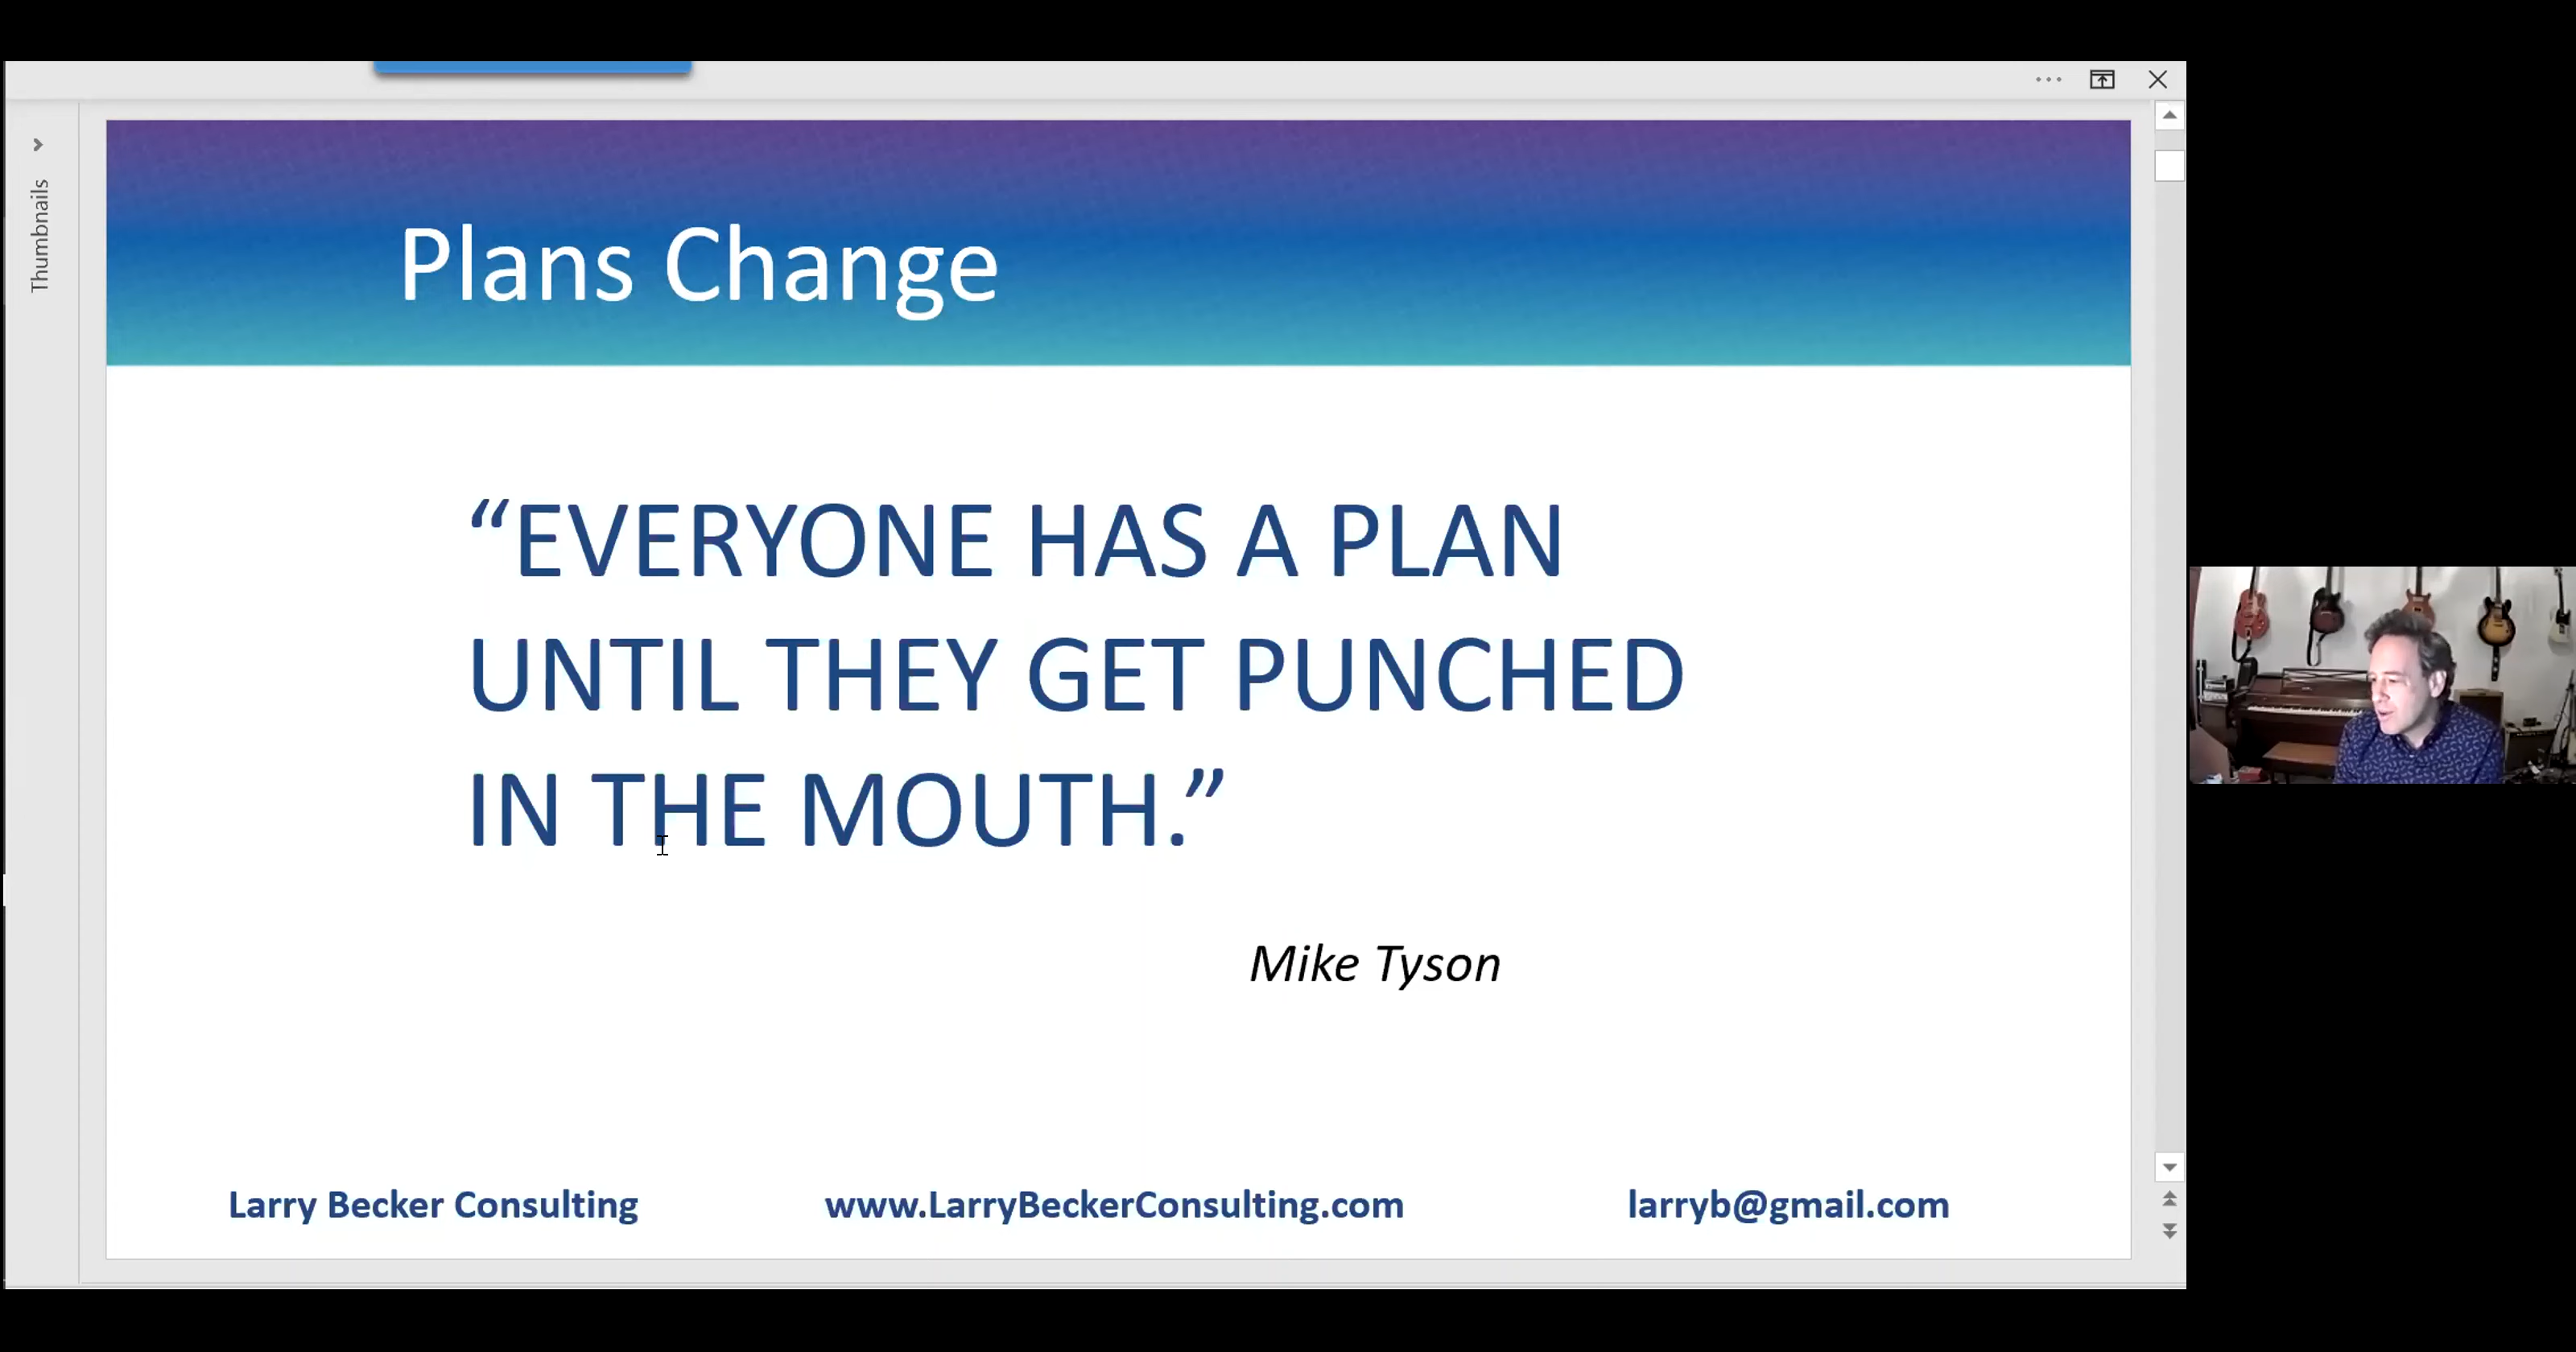 Thumbnails
Plans Change
“EVERYONE HAS A PLAN
UNTIL THEY GET PUNCHED
IN THE MOUTH.”
Mike Tyson
Larry Becker Consulting
www.LarryBeckerConsulting.com
larryb@gmail.com